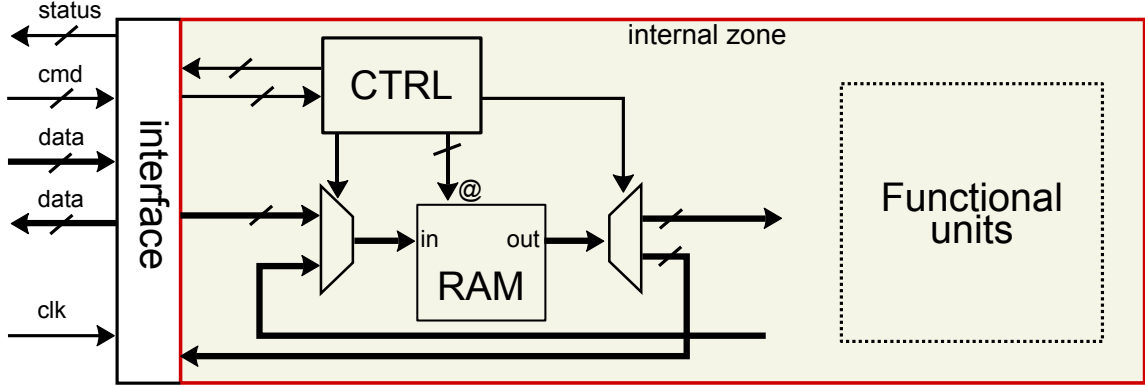 status
cmd
data
data
clk
interface
internal zone
CTRL
@
in
out
RAM
Functional
units